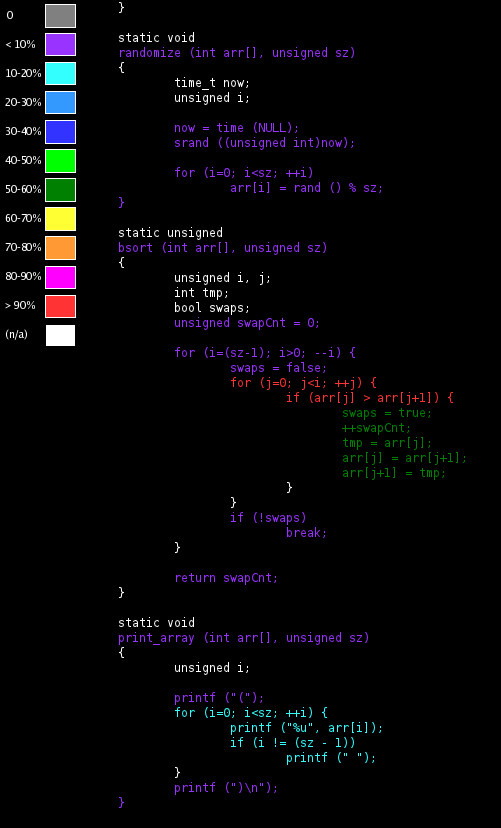 0
< 10%
10-20%
20-30%
30-40%
40-50%
50-60%
60-70%
70-80%
80-90%
> 90%
(n/a)
}
static void
randomize (int arr[], unsigned sz)
{
time_t now;
unsigned i;
now = time (NULL);
srand ((unsigned int)now);
for (i=0; i<sz; ++i)
arr[i] = rand () % sz;
}
static unsigned
bsort (int arr[], unsigned sz)
{
unsigned i, j;
int tmp;
bool swaps;
unsigned swapCnt = 0;
for (i=(sz-1); i>0; --i) {
swaps = false;
for (j=0; j<i; ++j) {
if (arr[j] > arr[j+1]) {
swaps = true;
++swapCnt;
tmp = arr[j];
arr[j] = arr[j+1];
arr[j+1] = tmp;
}
}
if (!swaps)
break;
}
return swapCnt;
}
static void
print_array (int arr[], unsigned sz)
{
unsigned i;
printf ("(");
for (i=0; i<sz; ++i) {
printf ("%u", arr[i]);
if (i != (sz - 1))
printf (" ");
}
printf (")\n");
}